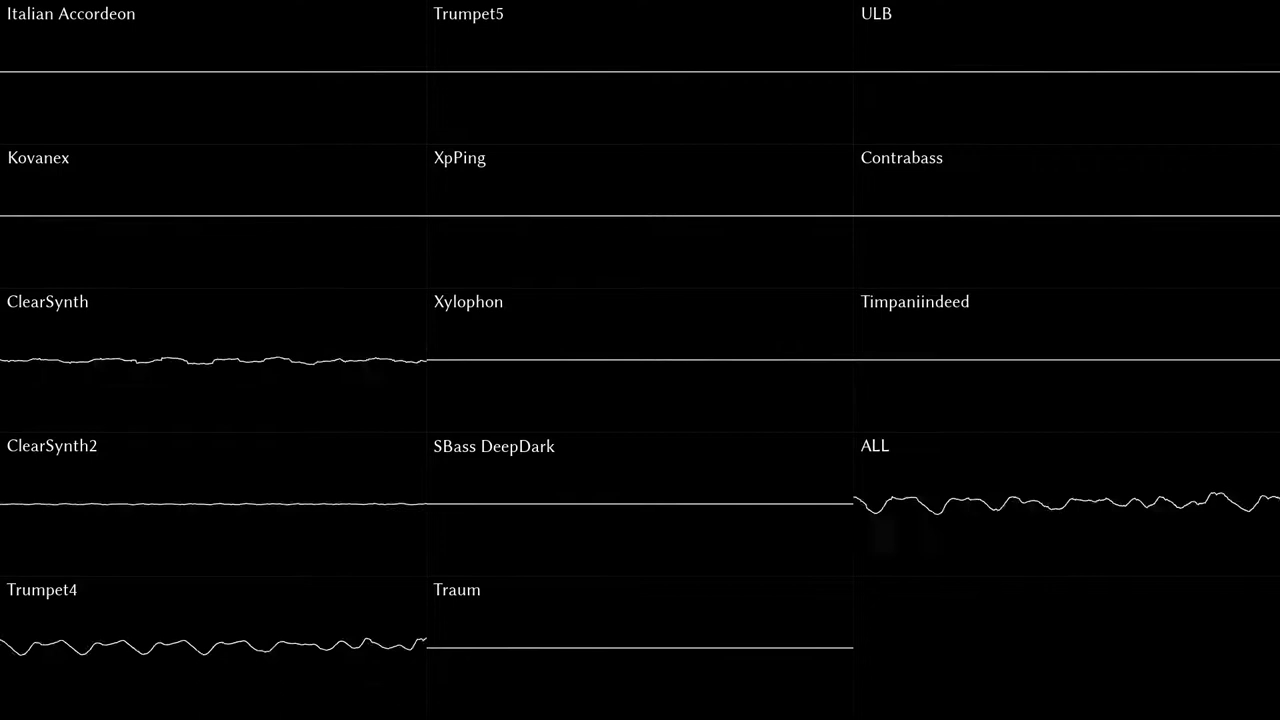 Italian Accordeon
Trumpet5
ULB
Kovanex
XpPing
Contrabass
ClearSynth
Xylophon
Timpaniindeed
ClearSynth2
SBass DeepDark
ALL
Trumpet4
Traum